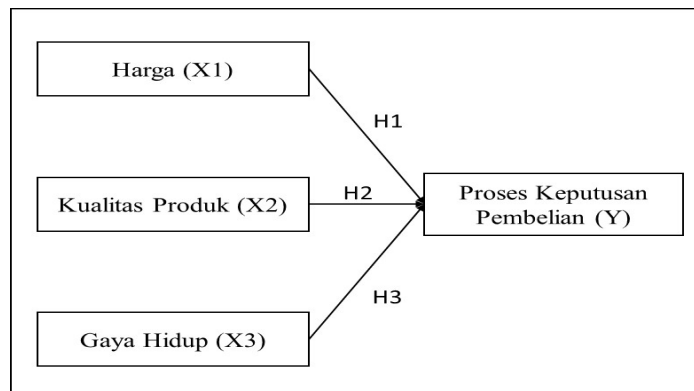 Harga (X1)
H1
Kualitas Produk (X2)
H2
Proses Keputusan
Pembelian (Y)
H3
Gaya Hidup (X3)